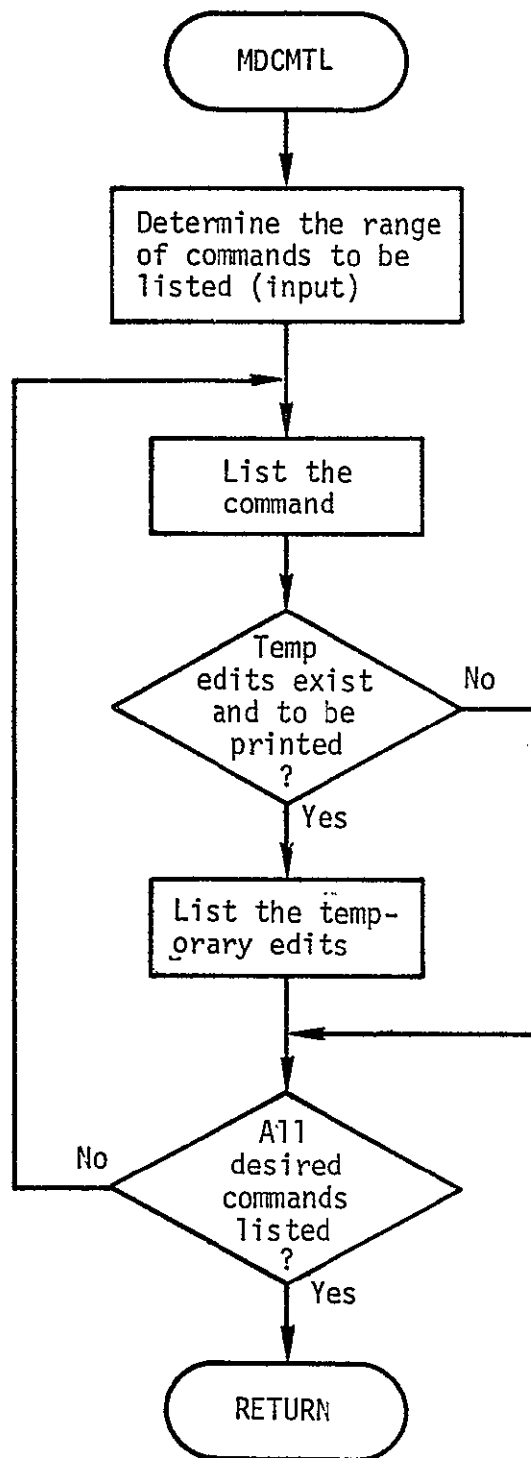 MDCMTL
Determine the range
of commands to be
listed (input)
List the
command
Temp
edits exist
and to be
printed
?
No
Yes
List the temp-
orary edits
All
desired
commands
listed
?
No
Yes
RETURN